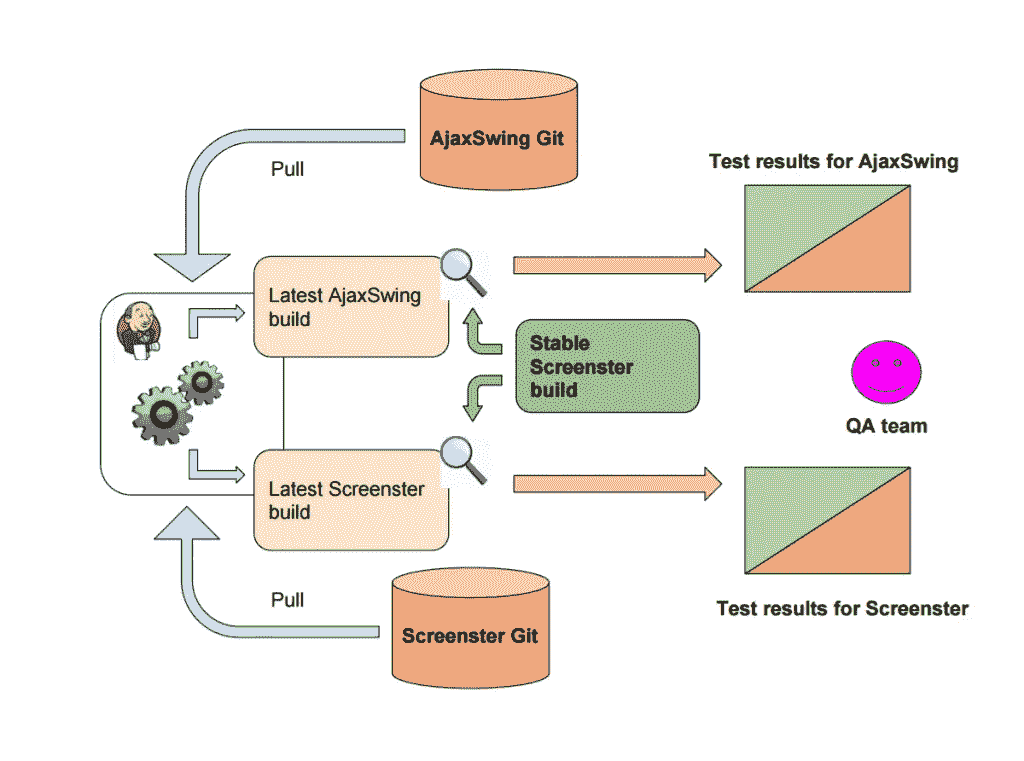 AjaxSwing Git
Pull
Test results for AjaxSwing
Latest AjaxSwing
build
Stable
Screenster
build
QA team
Latest Screenster
build
Pull
Test results for Screenster
Screenster Git